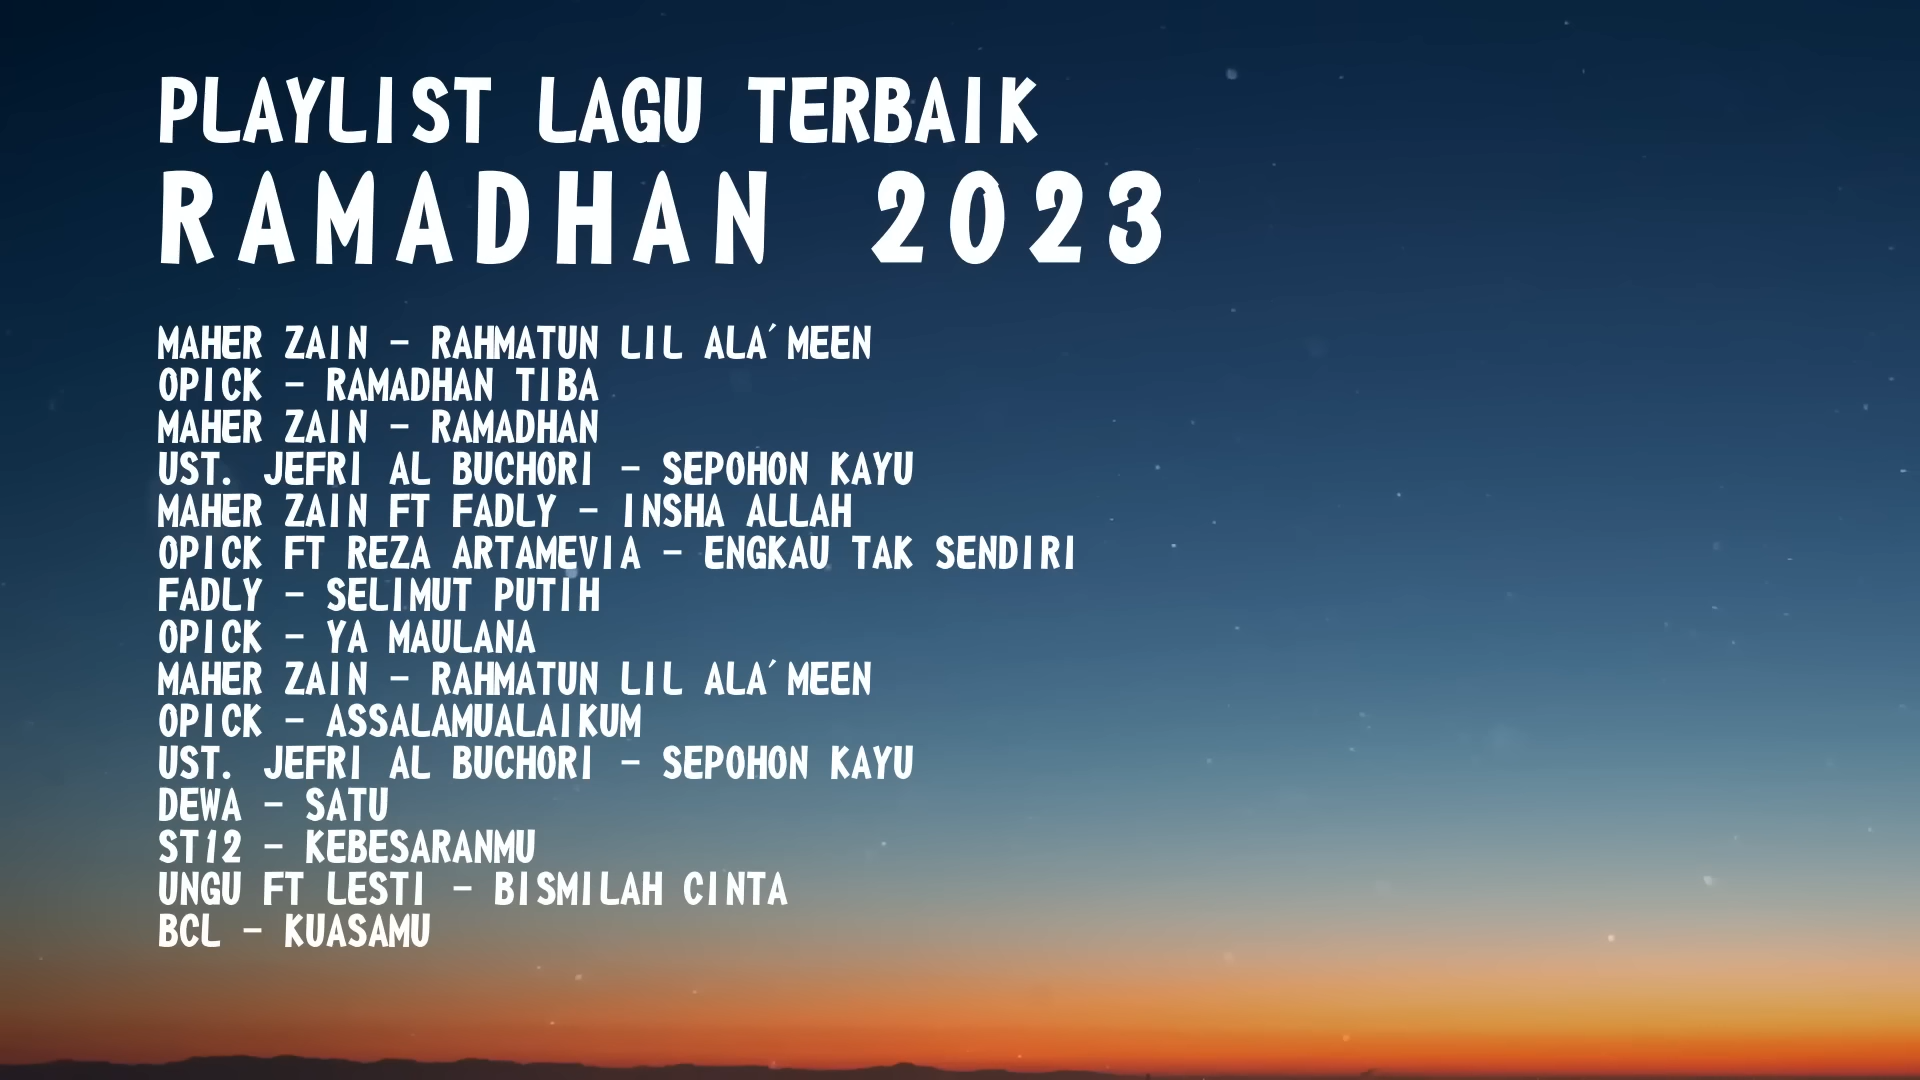 PLAYLIST LAGU TERBAIK
RAMADHAN 2023
MAHER ZAIN - RAHMATUN LIL ALA'MEEN
OPICK - RAMADHAN TIBA
MAHER ZAIN - RAMADHAN
UST. JEFRI AL BUCHORI - SEPOHON KAYU
MAHER ZAIN FT FADLY - INSHA ALLAH
OPICK FT REZA ARTAMEVIA - ENGKAU TAK SENDIRI
FADLY - SELIMUT PUTIH
OPICK - YA MAULANA
MAHER ZAIN - RAHMATUN LIL ALA'MEEN
OPICK - ASSALAMUALAIKUM
UST. JEFRI AL BUCHORI - SEPOHON KAYU
DEWA - SATU
ST12 - KEBESARANMU
UNGU FT LESTI - BISMILAH CINTA
BCL - KUASAMU